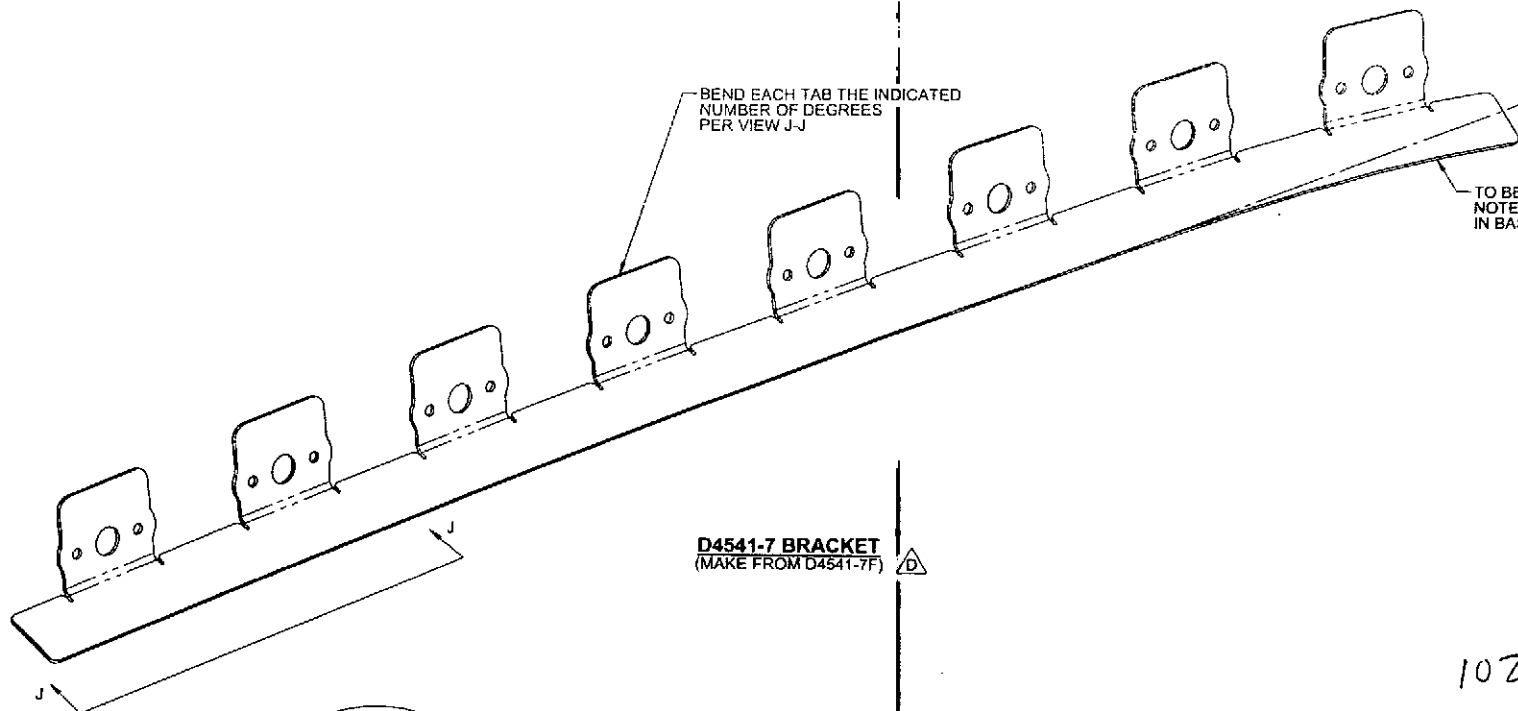 BEND EACH TAB THE INDICATED
NUMBER OF DEGREES
PER VIEW J-J
TO BE
NOTE
IN BAS
J
D4541-7 BRACKET
(MAKE FROM D4541-7F)
D
J
102